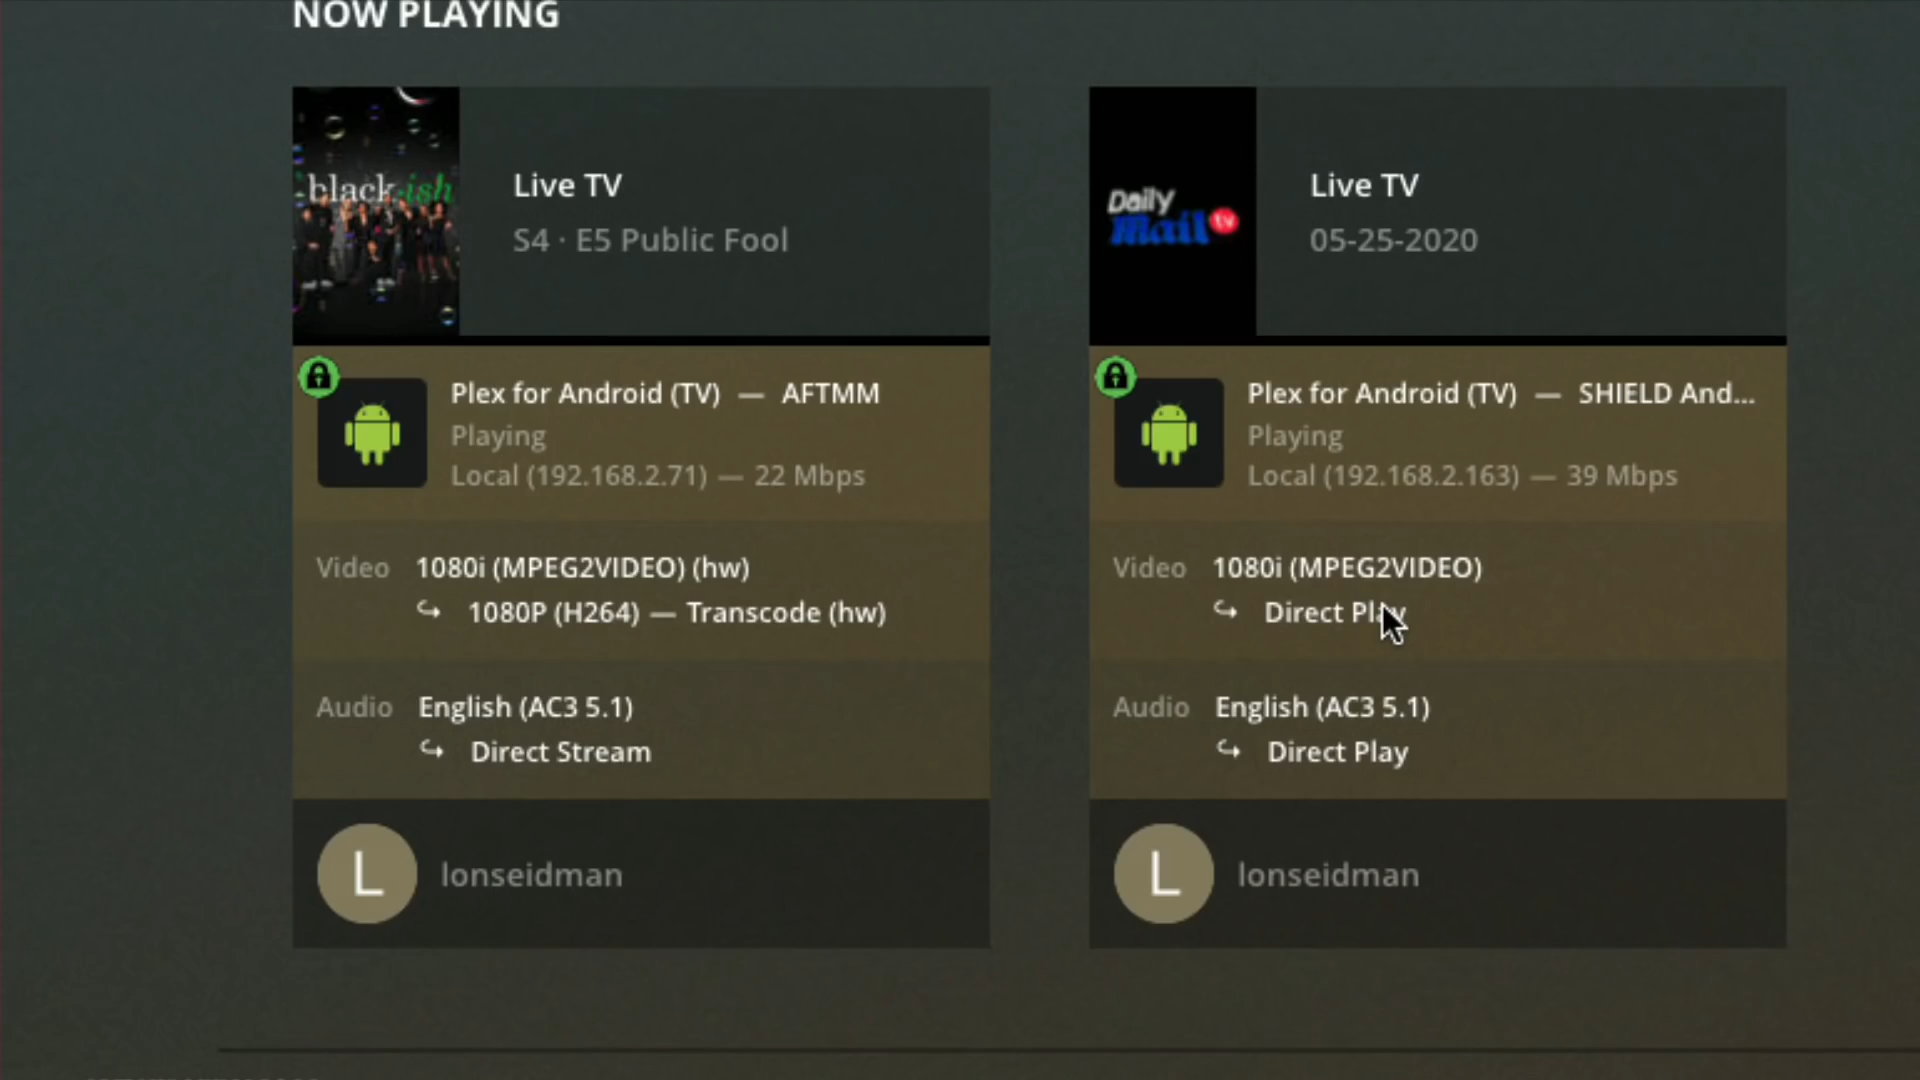 NOW PLAYING
black-ish
Live TV
S4 · E5 Public Fool
Plex for Android (TV) — AFTMM
Playing
Local (192.168.2.71) — 22 Mbps
Video 1080i (MPEG2VIDEO) (hw)
↪ 1080P (H264) — Transcode (hw)
Audio English (AC3 5.1)
↪ Direct Stream
L lonseidman
Daily
Mail tv
Live TV
05-25-2020
Plex for Android (TV) — SHIELD And...
Playing
Local (192.168.2.163) — 39 Mbps
Video 1080i (MPEG2VIDEO)
↪ Direct Play
Audio English (AC3 5.1)
↪ Direct Play
L lonseidman